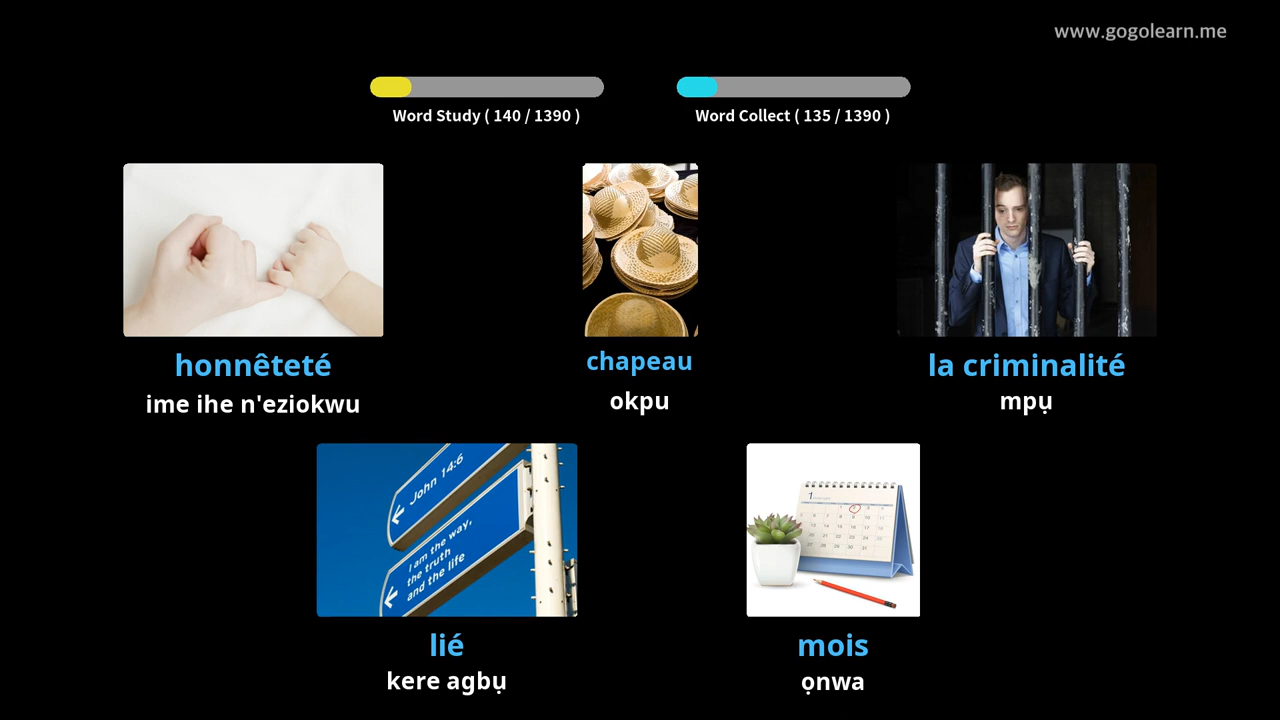 www.gogolearn.me
Word Study ( 140 / 1390 )
Word Collect ( 135 / 1390 )
honnêteté
ime ihe n'eziokwu
chapeau
okpu
la criminalité
mpụ
John 14:6
I am the way,
the truth
and the life
lié
kere agbụ
mois
ọnwa